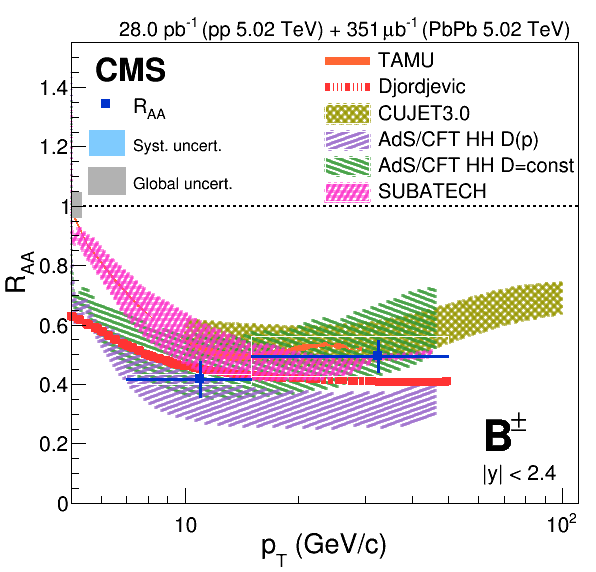 28.0 pb⁻¹ (pp 5.02 TeV) + 351 μb⁻¹ (PbPb 5.02 TeV)
CMS
R_AA
Syst. uncert.
Global uncert.
TAMU
Djordjevic
CUJET3.0
AdS/CFT HH D(p)
AdS/CFT HH D=const
SUBATECH
R_AA
1.4
1.2
1
0.8
0.6
0.4
0.2
0
B±
|y| < 2.4
10
10²
p_T (GeV/c)